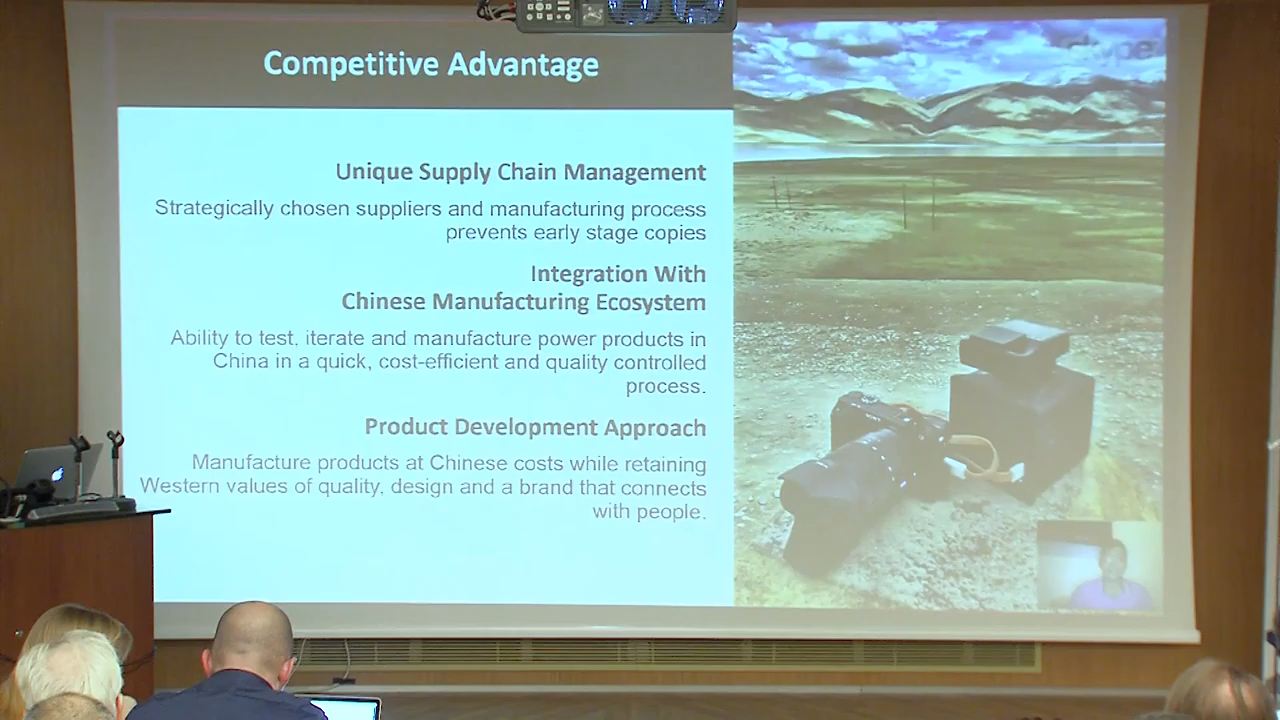 Competitive Advantage
Unique Supply Chain Management
Strategically chosen suppliers and manufacturing process
prevents early stage copies
Integration With
Chinese Manufacturing Ecosystem
Ability to test, iterate and manufacture power products in
China in a quick, cost-efficient and quality controlled
process.
Product Development Approach
Manufacture products at Chinese costs while retaining
Western values of quality, design and a brand that connects
with people.